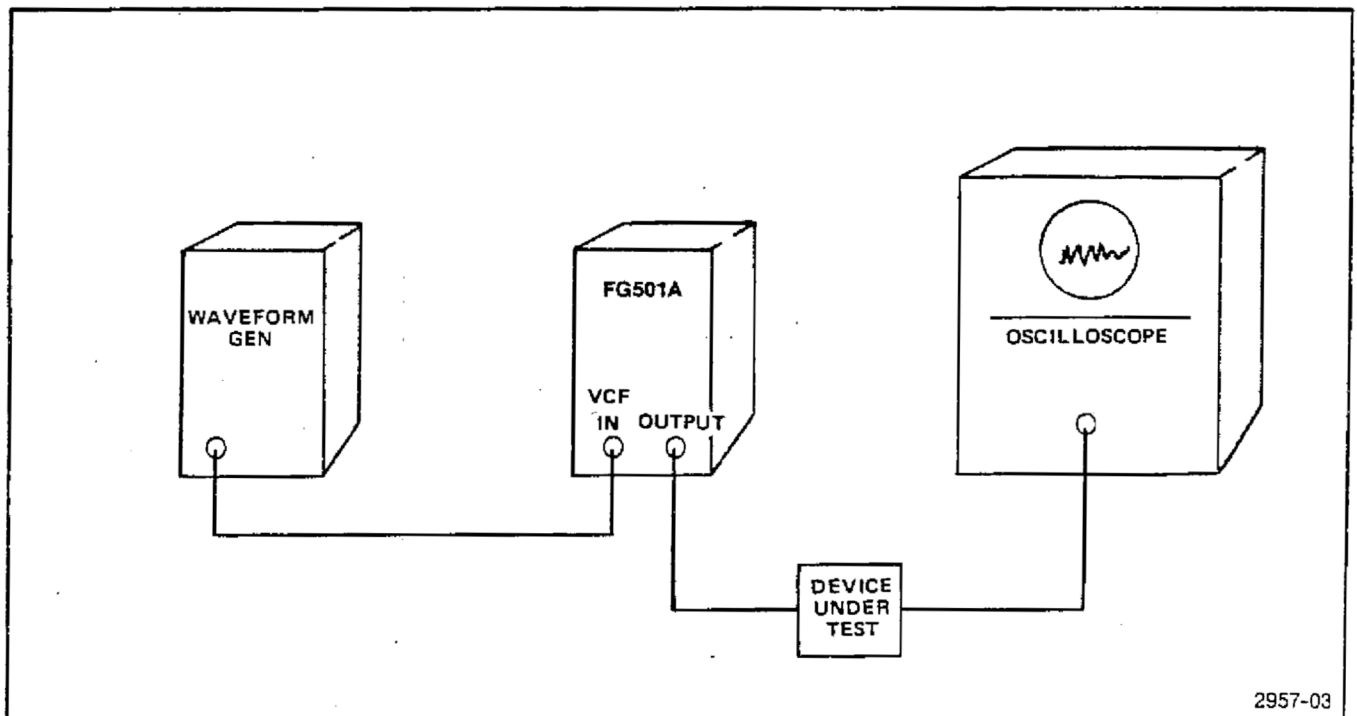 WAVEFORM
GEN
FG501A
VCF
IN OUTPUT
OSCILLOSCOPE
DEVICE
UNDER
TEST
2957-03